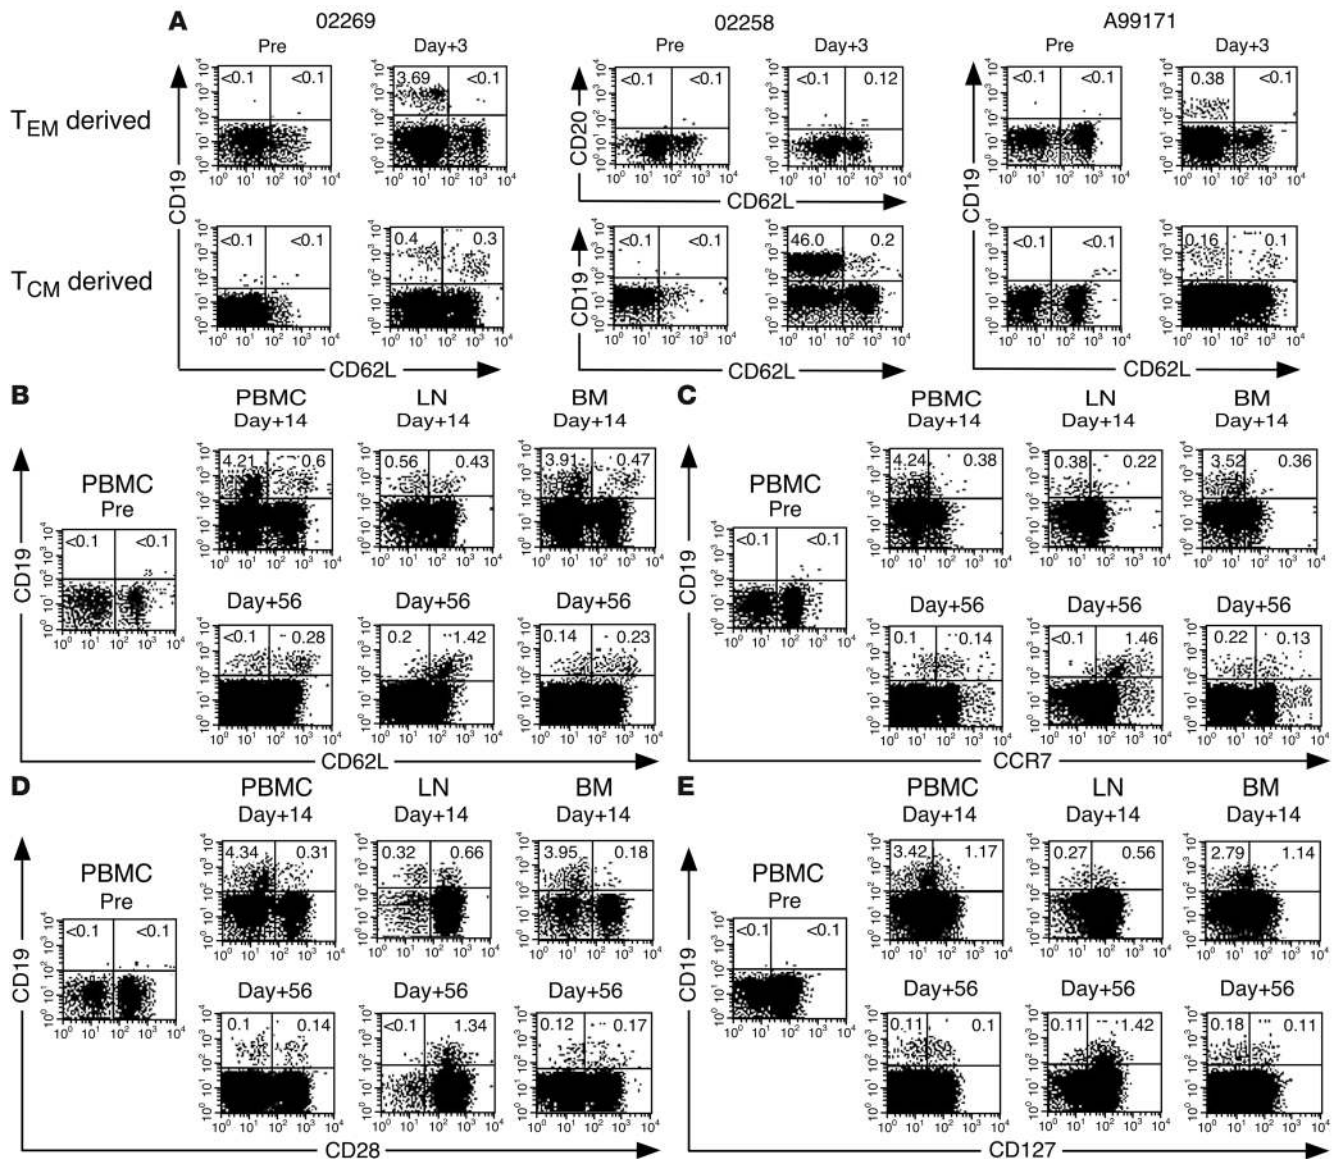 A
02269
02258
A99171
Pre
Day+3
Pre
Day+3
Pre
Day+3
TEM derived
<0.1 <0.1
3.69 <0.1
<0.1 <0.1
<0.1 0.12
<0.1 <0.1
0.38 <0.1
CD19
CD20
CD19
CD62L
TCM derived
<0.1 <0.1
0.4 0.3
<0.1 <0.1
46.0 0.2
<0.1 <0.1
0.16 0.1
CD19
CD62L
CD62L
CD62L
B
PBMC
Day+14
LN
Day+14
BM
Day+14
4.21 0.6
0.56 0.43
3.91 0.47
PBMC
Pre
<0.1 <0.1
CD19
Day+56
Day+56
Day+56
<0.1 0.28
0.2 1.42
0.14 0.23
CD62L
C
PBMC
Day+14
LN
Day+14
BM
Day+14
4.24 0.38
0.38 0.22
3.52 0.36
PBMC
Pre
<0.1 <0.1
CD19
Day+56
Day+56
Day+56
0.1 0.14
<0.1 1.46
0.22 0.13
CCR7
D
PBMC
Day+14
LN
Day+14
BM
Day+14
4.34 0.31
0.32 0.66
3.95 0.18
PBMC
Pre
<0.1 <0.1
CD19
Day+56
Day+56
Day+56
0.1 0.14
<0.1 1.34
0.12 0.17
CD28
E
PBMC
Day+14
LN
Day+14
BM
Day+14
3.42 1.17
0.27 0.56
2.79 1.14
PBMC
Pre
<0.1 <0.1
CD19
Day+56
Day+56
Day+56
0.11 0.1
0.11 1.42
0.18 0.11
CD127